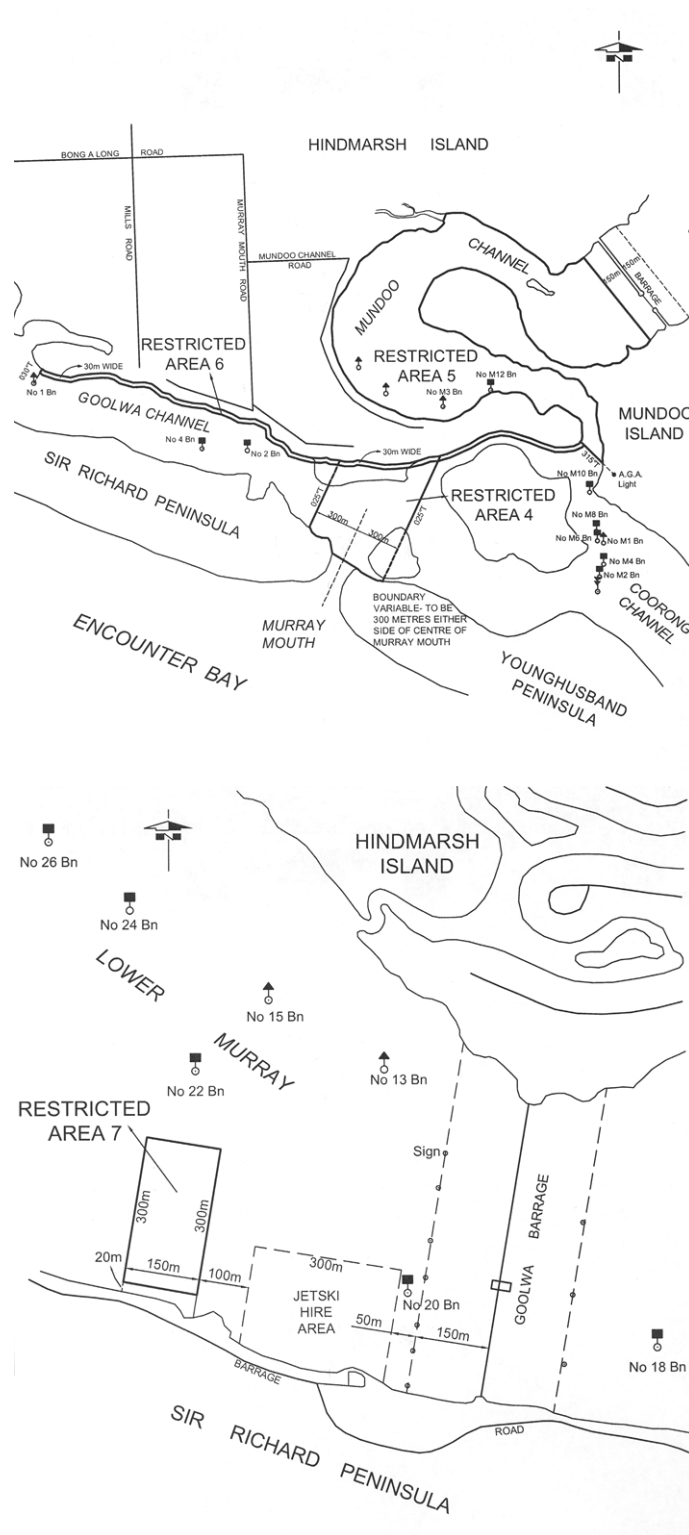 N
HINDMARSH ISLAND
BONG A LONG ROAD
MILLS ROAD
MURRAY MOUTH ROAD
MUNDOO CHANNEL
ROAD
MUNDOO
CHANNEL
150m
150m
BARRAGE
RESTRICTED
AREA 6
RESTRICTED
AREA 5
030°T
30m WIDE
No 1 Bn
GOOLWA CHANNEL
No 4 Bn
No 2 Bn
No M3 Bn
No M12 Bn
MUNDOO
ISLAND
SIR RICHARD
PENINSULA
30m WIDE
315°T
A.G.A.
Light
No M10 Bn
025°T
025°T
300m
300m
RESTRICTED
AREA 4
No M8 Bn
No M6 Bn
No M1 Bn
No M4 Bn
No M2 Bn
COORONG
CHANNEL
BOUNDARY
VARIABLE- TO BE
300 METRES EITHER
SIDE OF CENTRE OF
MURRAY MOUTH
MURRAY
MOUTH
ENCOUNTER BAY
YOUNGHUSBAND
PENINSULA
N
HINDMARSH
ISLAND
No 26 Bn
No 24 Bn
LOWER
MURRAY
No 15 Bn
No 13 Bn
No 22 Bn
RESTRICTED
AREA 7
Sign
300m
300m
20m
150m
100m
300m
JETSKI
HIRE
AREA
No 20 Bn
50m
150m
GOOLWA BARRAGE
No 18 Bn
BARRAGE
ROAD
SIR RICHARD PENINSULA